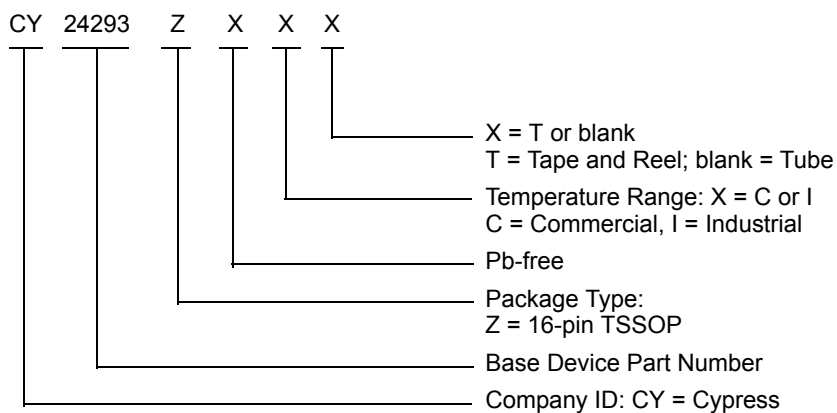 CY 24293 Z X X X
X = T or blank
T = Tape and Reel; blank = Tube
Temperature Range: X = C or I
C = Commercial, I = Industrial
Pb-free
Package Type:
Z = 16-pin TSSOP
Base Device Part Number
Company ID: CY = Cypress